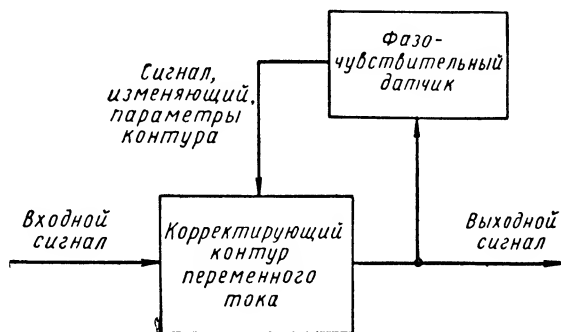 Фазо-
чувствительный
датчик
Сигнал,
изменяющий,
параметры
контура
Входной
сигнал
Корректирующий
контур
переменного
тока
Выходной
сигнал